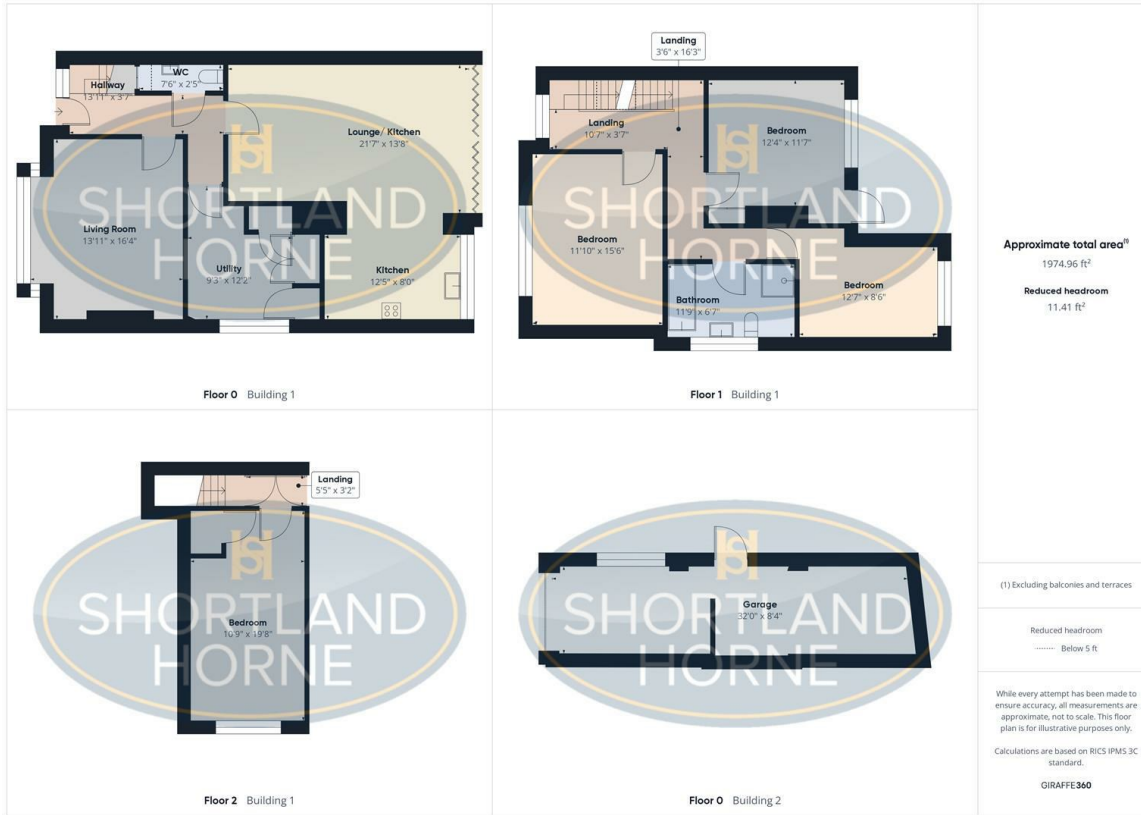 Hallway
13'11" x 3'7"
WC
7'6" x 2'5"
Lounge/ Kitchen
21'7" x 13'8"
Living Room
13'11" x 16'4"
Utility
9'3" x 12'2"
Kitchen
12'5" x 8'0"
SHORTLAND
HORNE
Floor 0 Building 1
Landing
3'6" x 16'3"
Landing
10'7" x 3'7"
Bedroom
12'4" x 11'7"
Bedroom
11'10" x 15'6"
Bathroom
11'9" x 6'7"
Bedroom
12'7" x 8'6"
SHORTLAND
HORNE
Floor 1 Building 1
Landing
5'5" x 3'2"
Bedroom
10'9" x 19'8"
SHORTLAND
HORNE
Floor 2 Building 1
Garage
32'0" x 8'4"
SHORTLAND
HORNE
Floor 0 Building 2
Approximate total area(1)
1974.96 ft²
Reduced headroom
11.41 ft²
(1) Excluding balconies and terraces
Reduced headroom
Below 5 ft
While every attempt has been made to
ensure accuracy, all measurements are
approximate, not to scale. This floor
plan is for illustrative purposes only.
Calculations are based on RICS IPMS 3C
standard.
GIRAFFE360